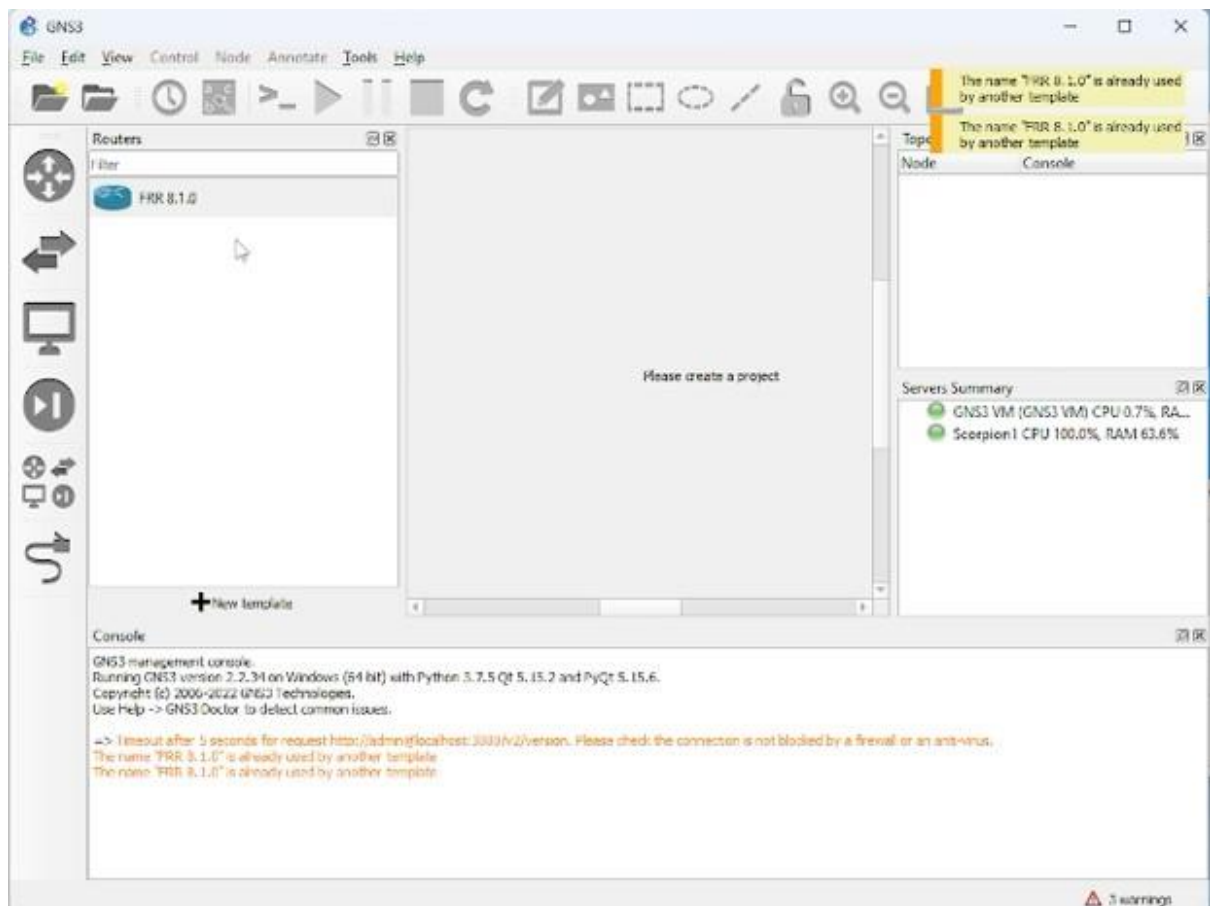 GNS3
File Edit View Control Node Annotate Tools Help
The name "FRR 8.1.0" is already used
by another template
The name "FRR 8.1.0" is already used
by another template
Routers
Filter
FRR 8.1.0
New template
Please create a project
Node Console
Servers Summary
GNS3 VM (GNS3 VM) CPU 0.7%, RA...
Scorpion1 CPU 100.0%, RAM 63.6%
Console
GNS3 management console.
Running GNS3 version 2.2.34 on Windows (64 bit) with Python 3.7.5 Qt 5.15.2 and PyQt 5.15.6.
Copyright (c) 2006-2022 GNS3 Technologies.
Use Help -> GNS3 Doctor to detect common issues.
=> Timeout after 5 seconds for request http://admin@localhost:3080/v2/version. Please check the connection is not blocked by a firewall or an anti-virus.
The name "FRR 8.1.0" is already used by another template
The name "FRR 8.1.0" is already used by another template
3 warnings